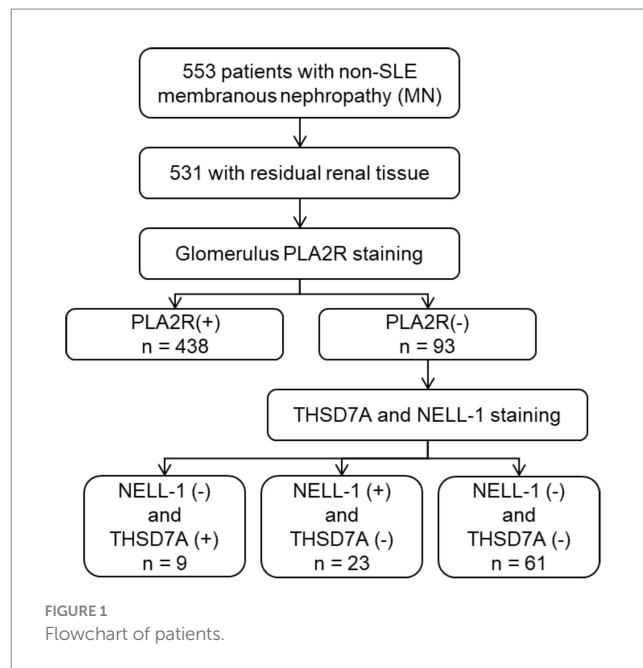 553 patients with non-SLE
membranous nephropathy (MN)
531 with residual renal tissue
Glomerulus PLA2R staining
PLA2R(+)
n = 438
PLA2R(-)
n = 93
THSD7A and NELL-1 staining
NELL-1 (-)
and
THSD7A (+)
n = 9
NELL-1 (+)
and
THSD7A (-)
n = 23
NELL-1 (-)
and
THSD7A (-)
n = 61
FIGURE 1
Flowchart of patients.